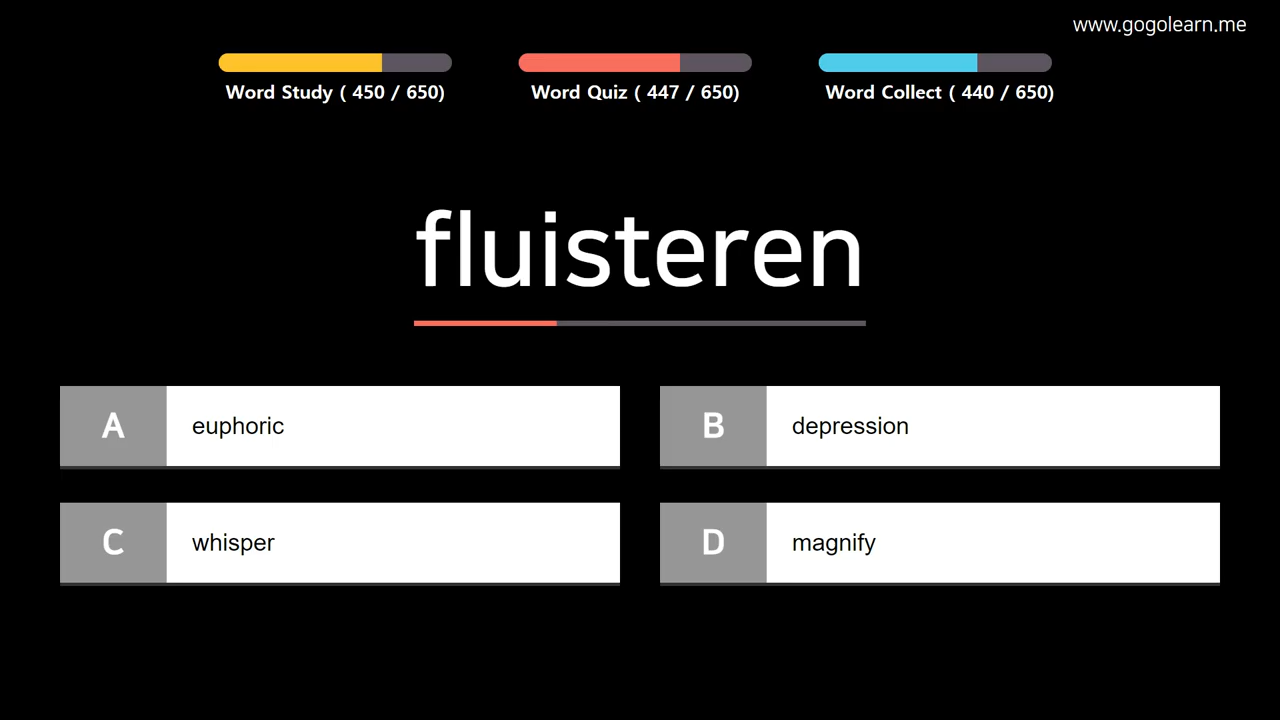 www.gogolearn.me
Word Study ( 450 / 650)
Word Quiz ( 447 / 650)
Word Collect ( 440 / 650)
fluisteren
A euphoric
B depression
C whisper
D magnify